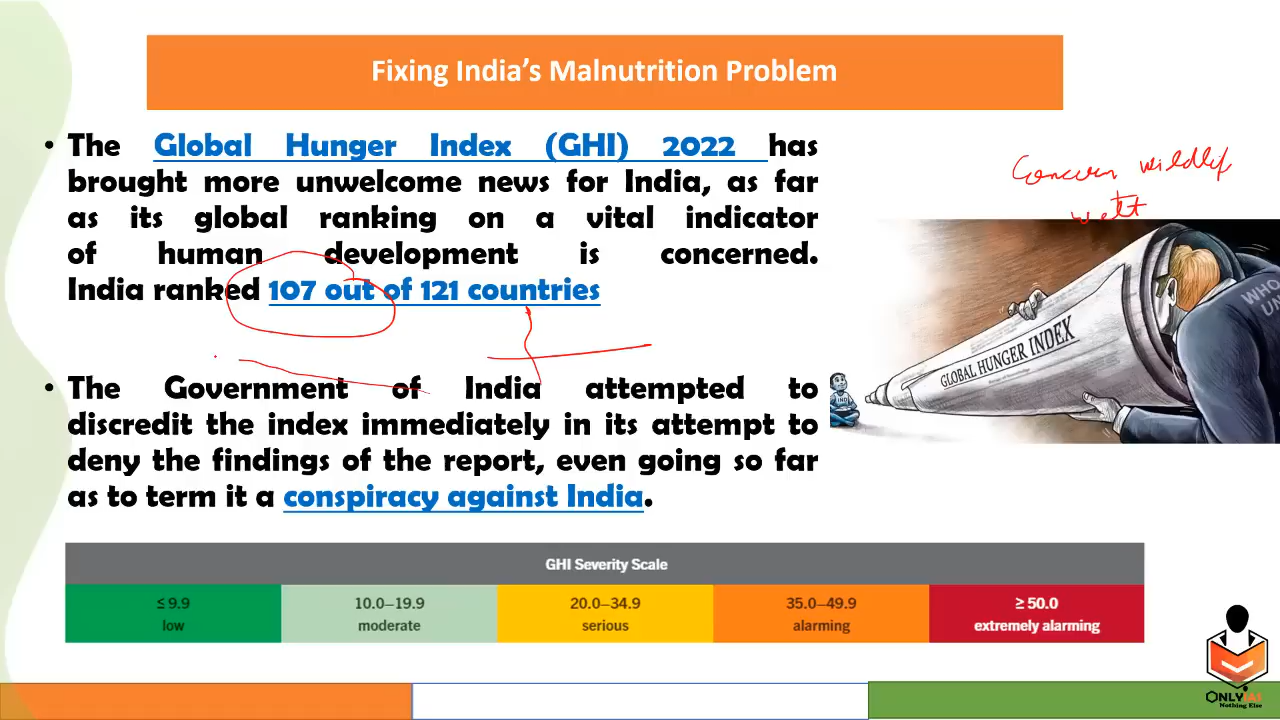 Fixing India's Malnutrition Problem
• The Global Hunger Index (GHI) 2022 has
brought more unwelcome news for India, as far
as its global ranking on a vital indicator
of human development is concerned.
India ranked 107 out of 121 countries
• The Government of India attempted to
discredit the index immediately in its attempt to
deny the findings of the report, even going so far
as to term it a conspiracy against India.
Concern
GLOBAL HUNGER INDEX
GHI Severity Scale
≤ 9.9
low
10.0–19.9
moderate
20.0–34.9
serious
35.0–49.9
alarming
≥ 50.0
extremely alarming
ONLYIAS
Nothing Else